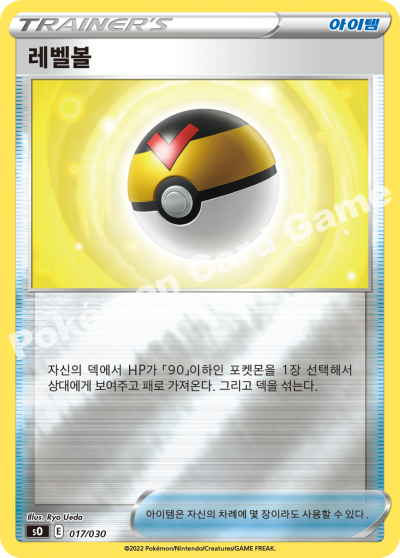 TRAINER'S
아이템
레벨볼
Pokémon Card Game
자신의 덱에서 HP가 「90」이하인 포켓몬을 1장 선택해서
상대에게 보여주고 패로 가져온다. 그리고 덱을 섞는다.
Illus. Ryo Ueda
s0 E 017/030
아이템은 자신의 차례에 몇 장이라도 사용할 수 있다.
©2022 Pokémon/Nintendo/Creatures/GAME FREAK.